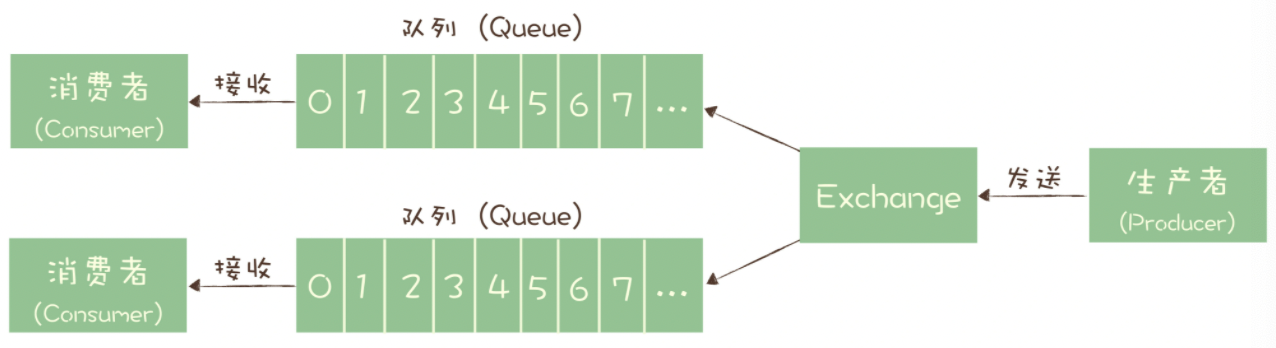 队列 (Queue)
消费者
(Consumer)
接收
0 1 2 3 4 5 6 7 ...
Exchange
发送
生产者
(Producer)
队列 (Queue)
消费者
(Consumer)
接收
0 1 2 3 4 5 6 7 ...